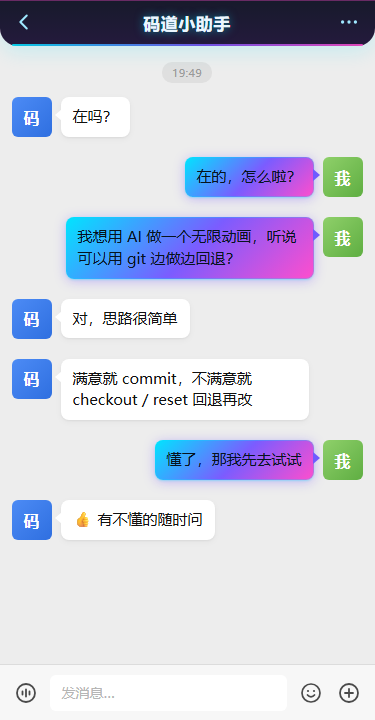 码道小助手
19:49
码
在吗？
在的，怎么啦？
我
我想用 AI 做一个无限动画，听说
可以用 git 边做边回退？
我
码
对，思路很简单
码
满意就 commit，不满意就
checkout / reset 回退再改
懂了，那我先去试试
我
码
👍 有不懂的随时问
发消息...